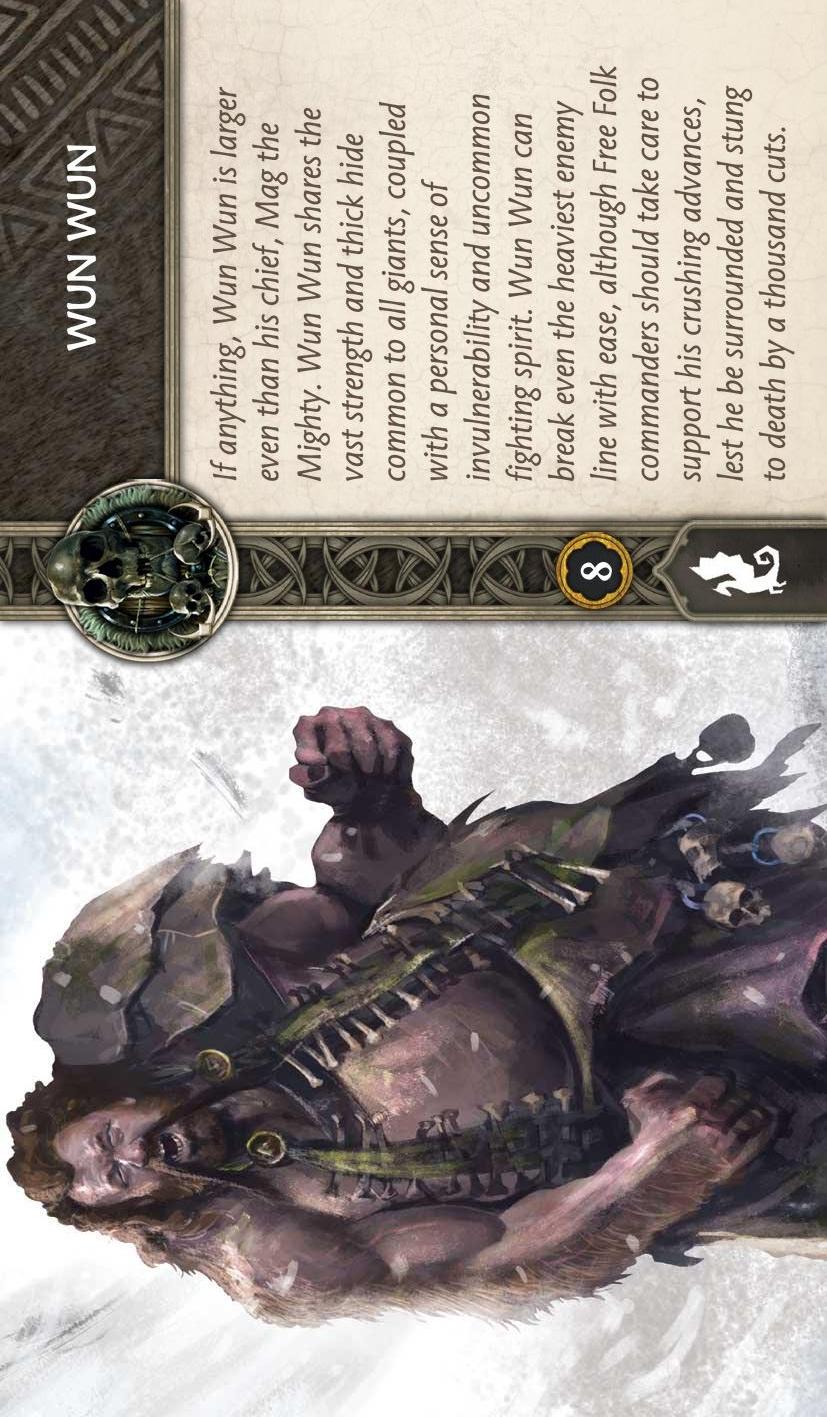 WUN WUN
If anything, Wun Wun is larger
even than his chief, Mag the
Mighty. Wun Wun shares the
vast strength and thick hide
common to all giants, coupled
with a personal sense of
invulnerability and uncommon
fighting spirit. Wun Wun can
break even the heaviest enemy
line with ease, although Free Folk
commanders should take care to
support his crushing advances,
lest he be surrounded and stung
to death by a thousand cuts.
8